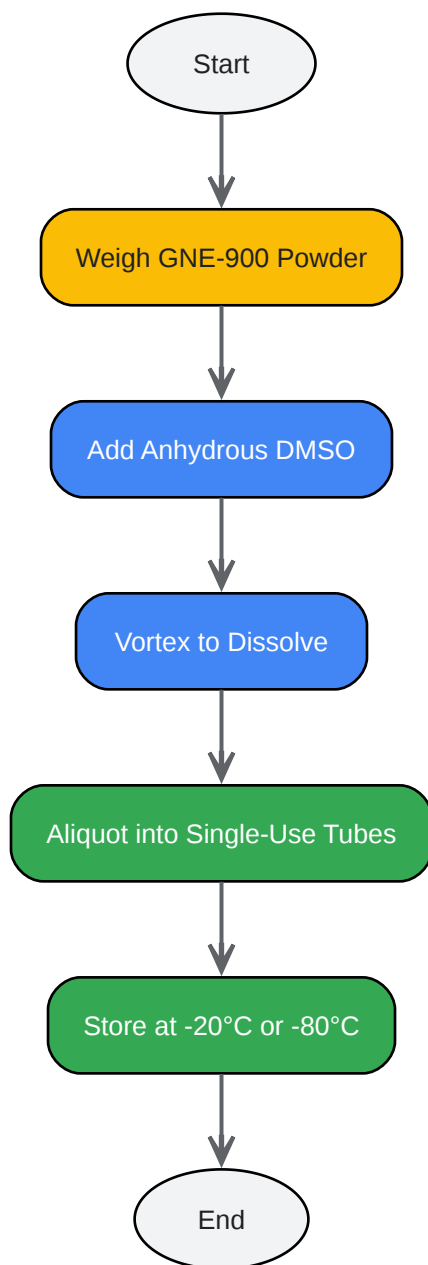 Start
Weigh GNE-900 Powder
Add Anhydrous DMSO
Vortex to Dissolve
Aliquot into Single-Use Tubes
Store at -20°C or -80°C
End